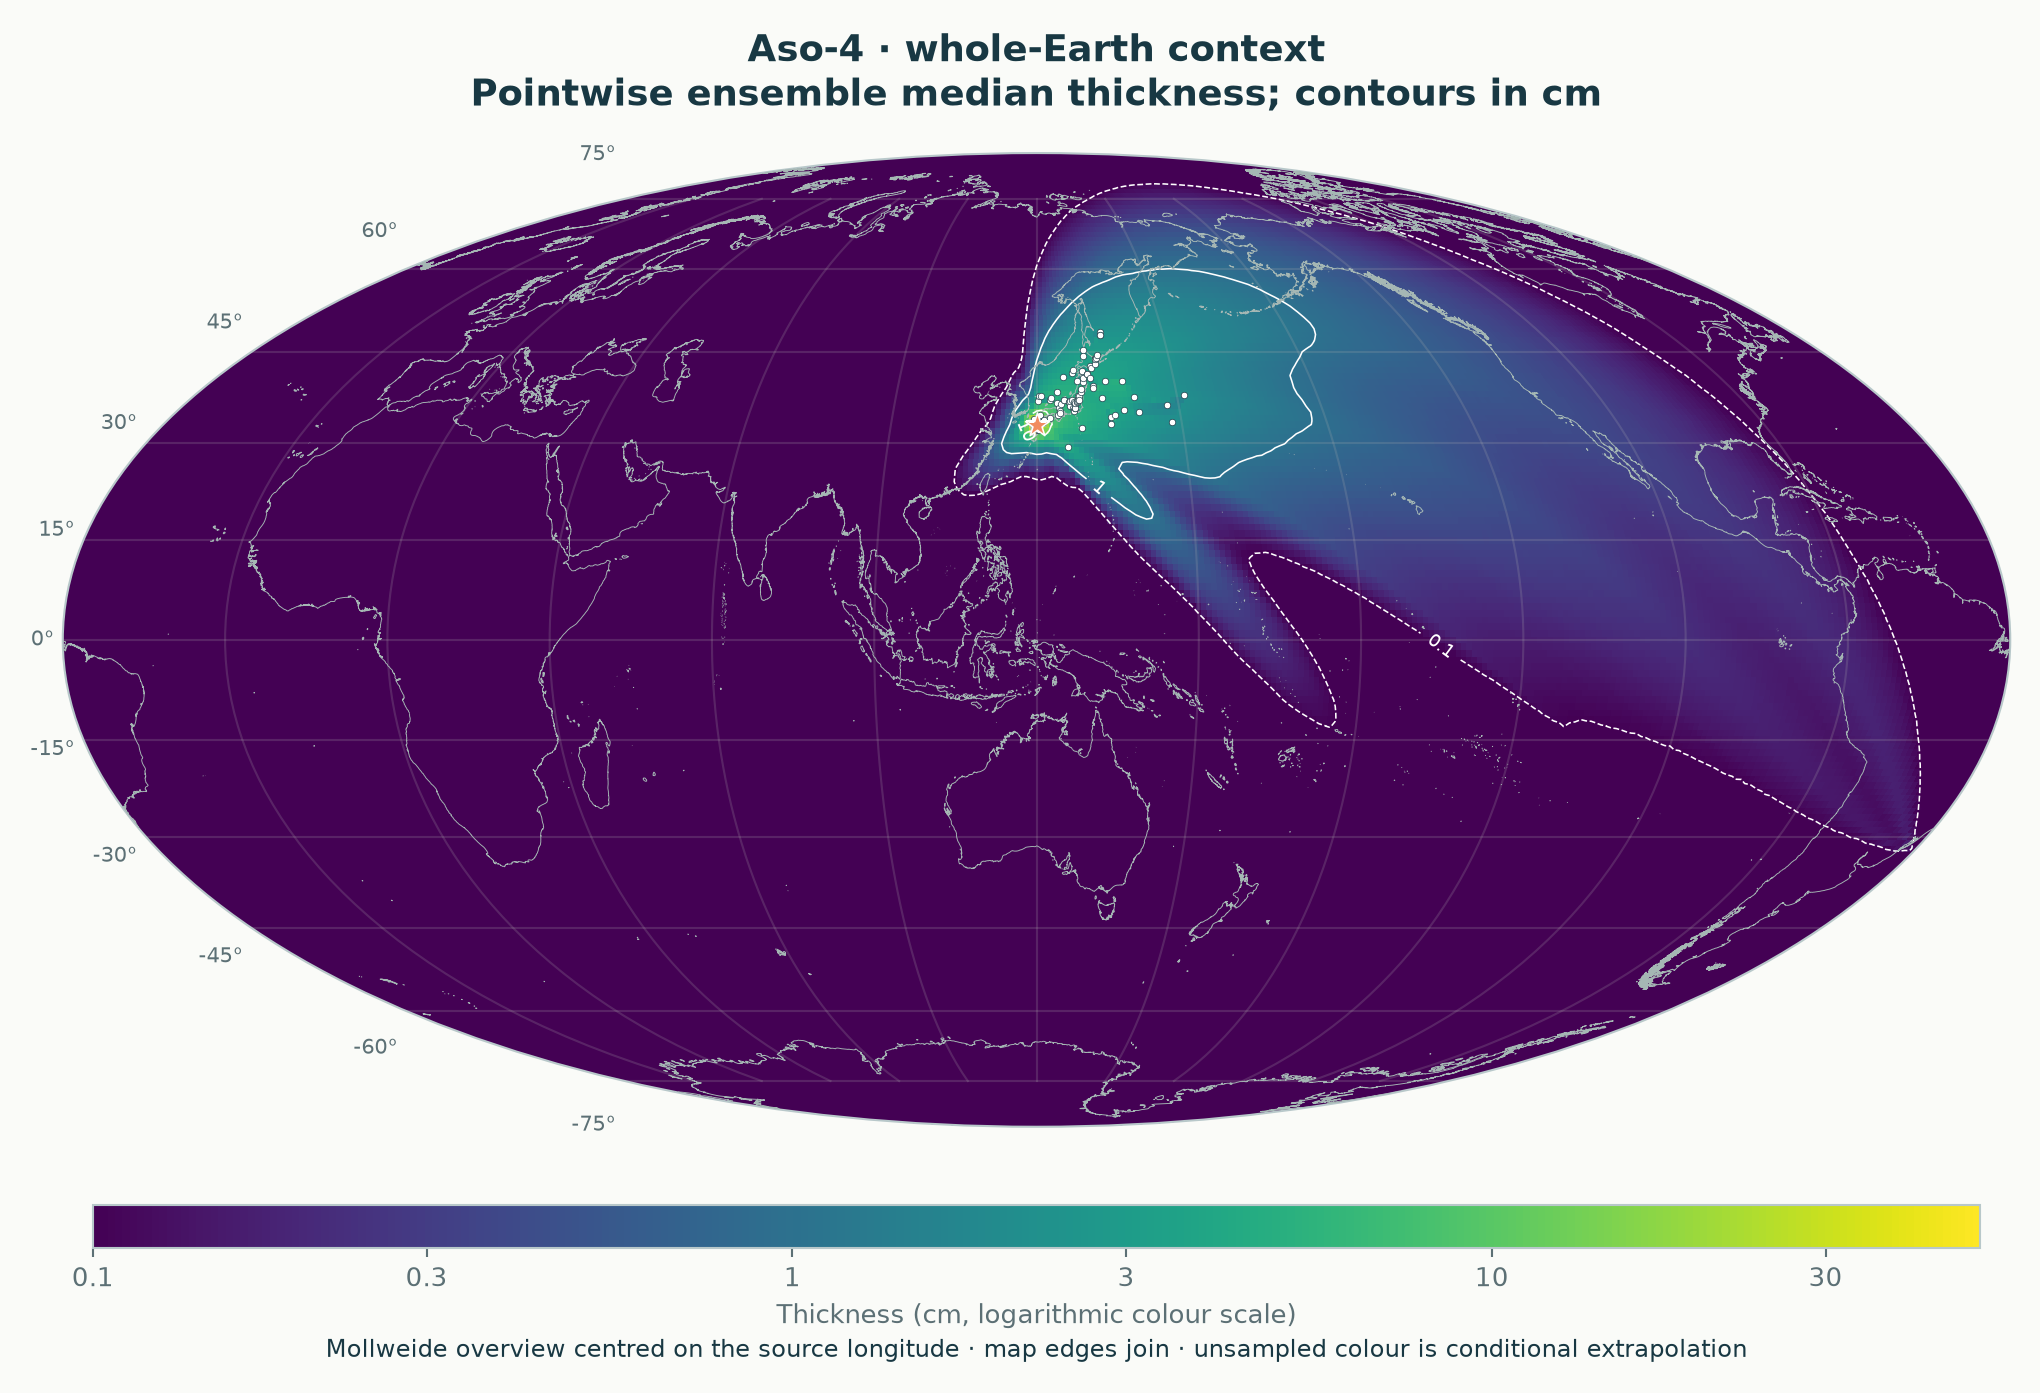 Aso-4 · whole-Earth context
Pointwise ensemble median thickness; contours in cm
75°
60°
45°
30°
15°
0°
-15°
-30°
-45°
-60°
-75°
10
1
0.1
0.1 0.3 1 3 10 30
Thickness (cm, logarithmic colour scale)
Mollweide overview centred on the source longitude · map edges join · unsampled colour is conditional extrapolation